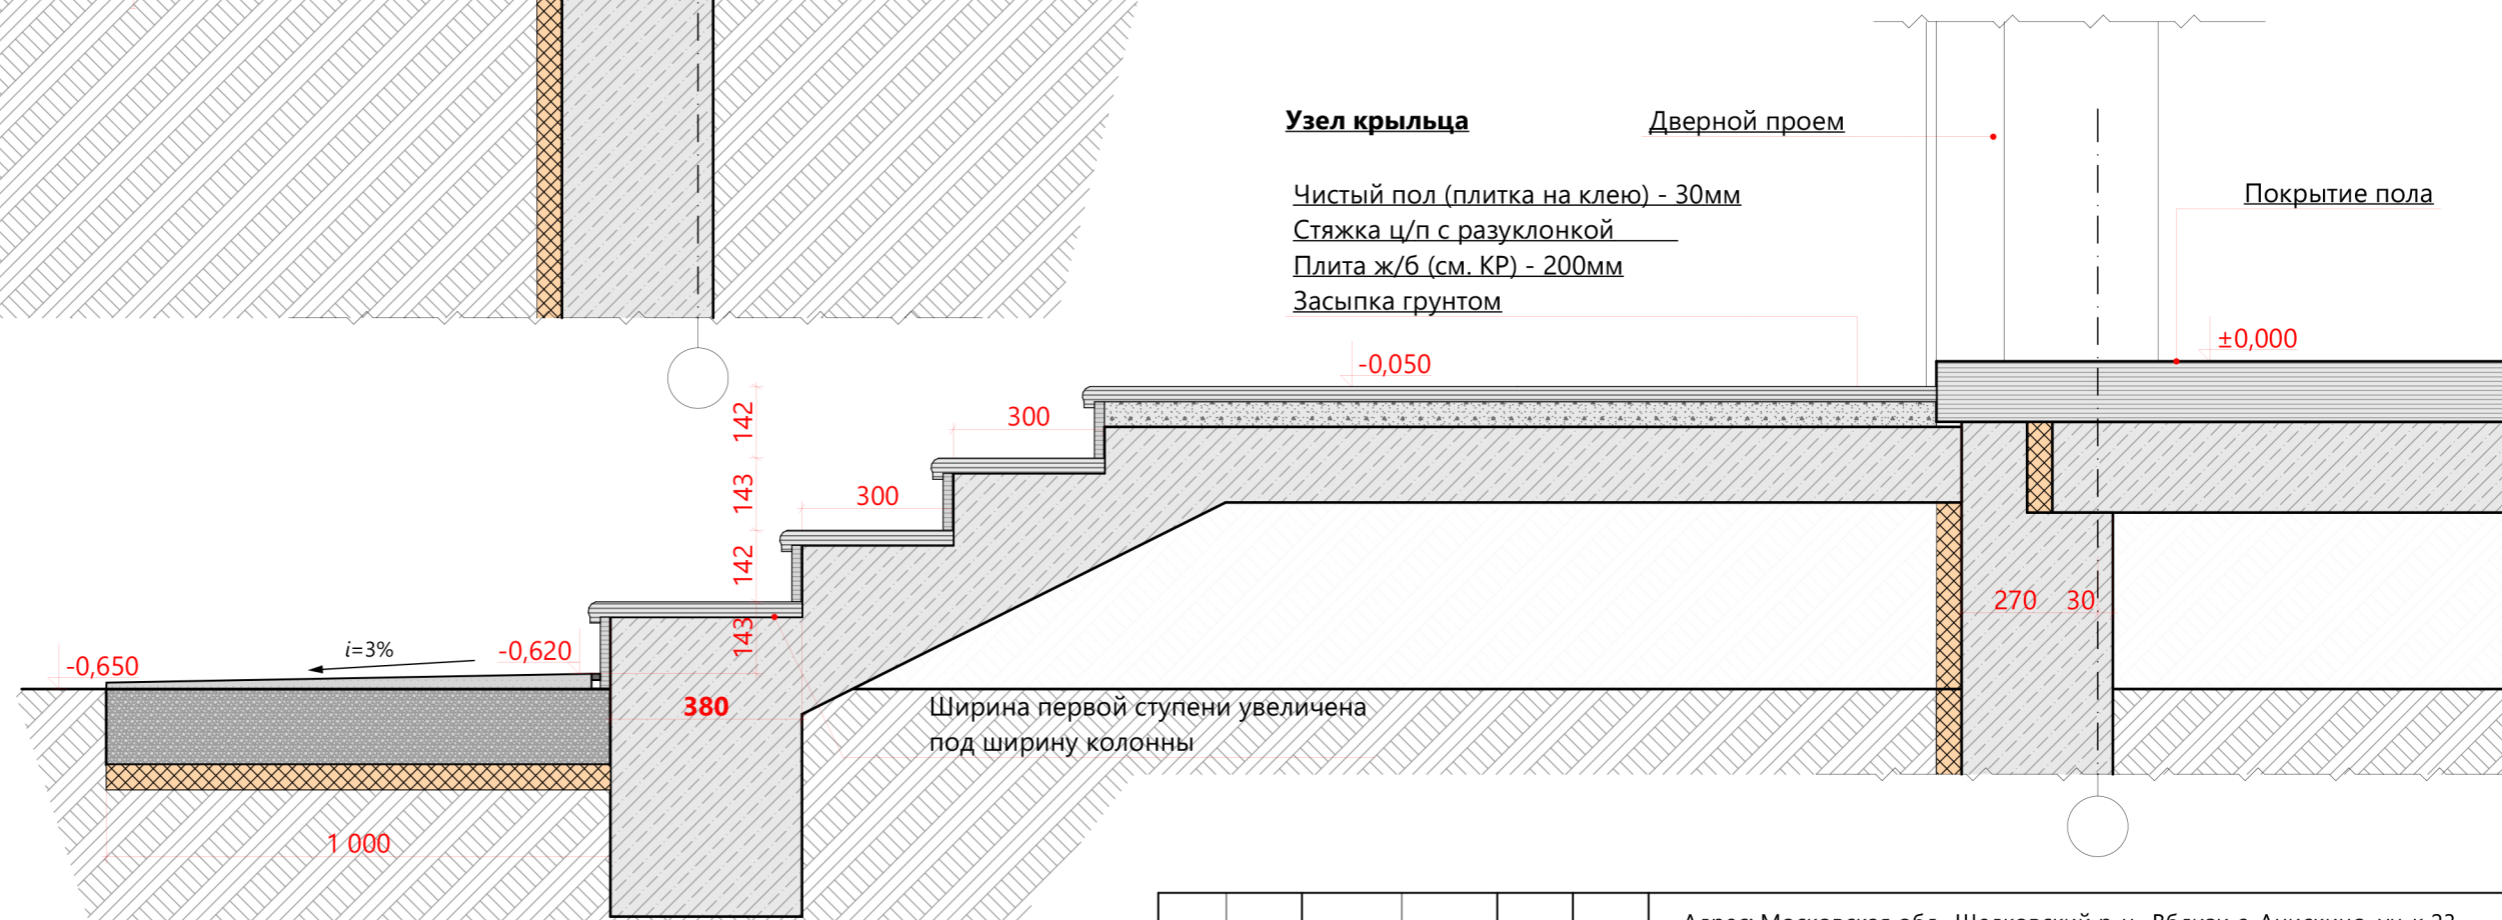 Узел крыльца
Дверной проем
Чистый пол (плитка на клею) - 30мм
Стяжка ц/п с разуклонкой
Плита ж/б (см. КР) - 200мм
Засыпка грунтом
Покрытие пола
±0,000
-0,050
142
300
143
300
142
143
-0,620
i=3%
-0,650
270
30
380
Ширина первой ступени увеличена
под ширину колонны
1 000